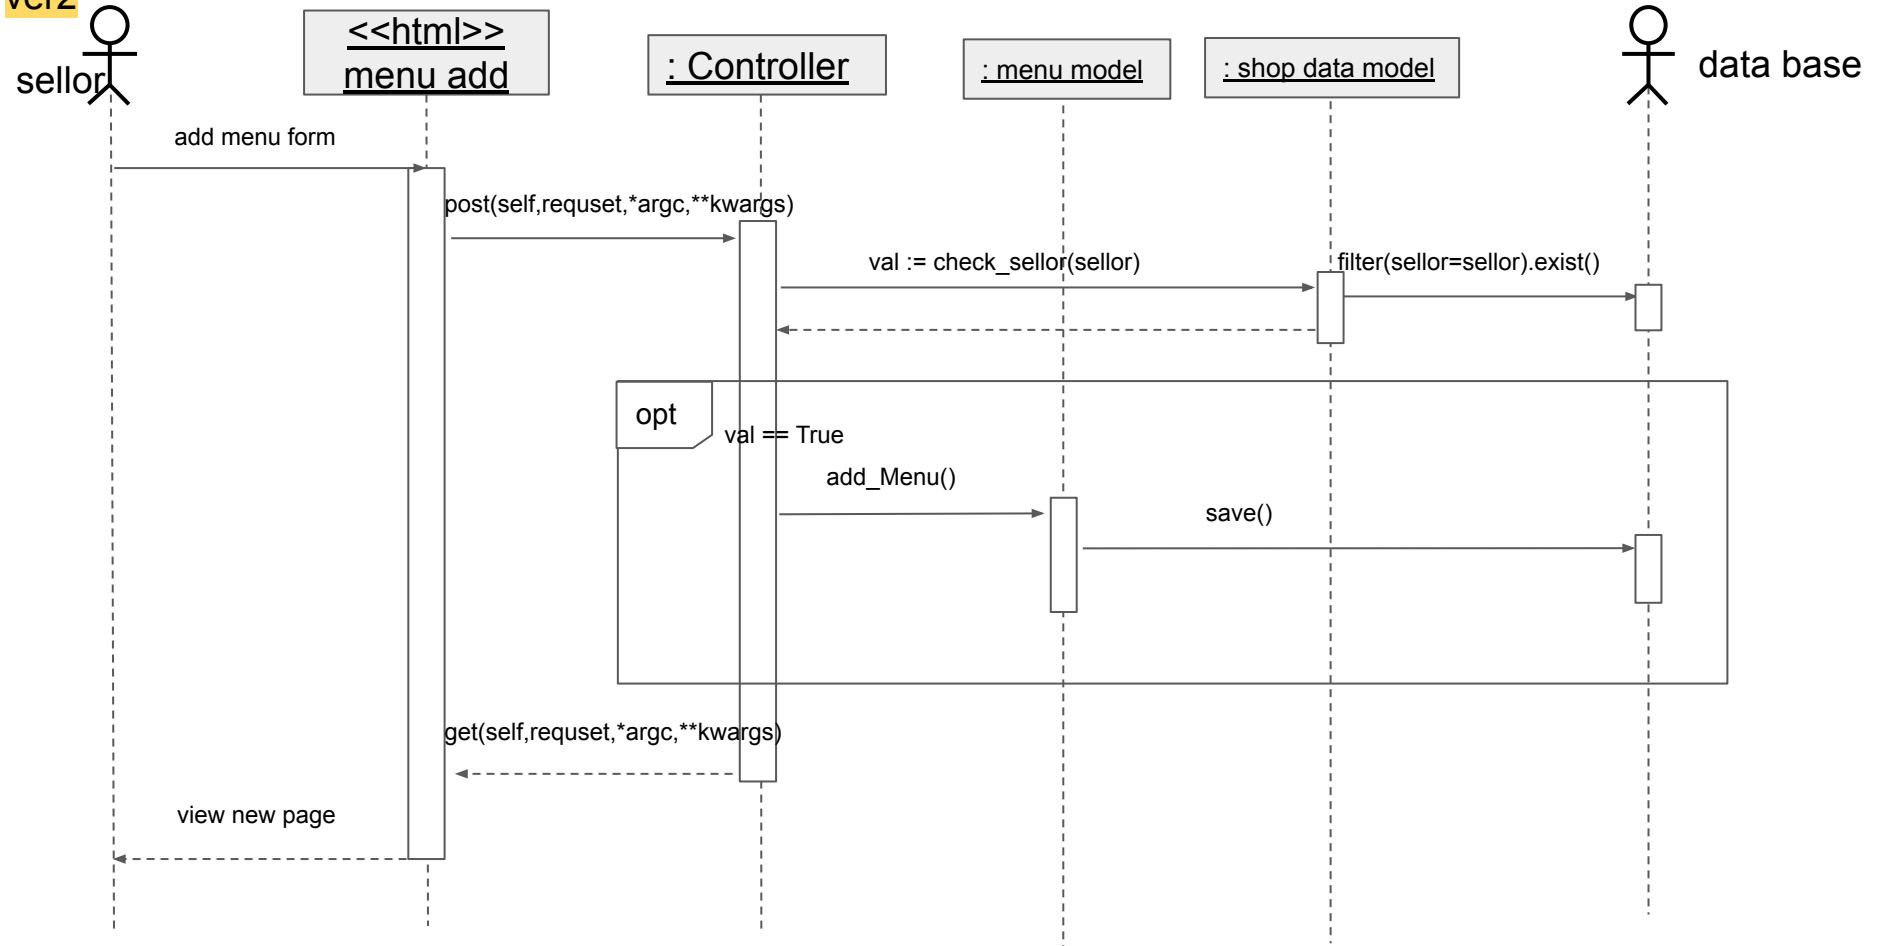 ver2
sellor
<<html>>
menu add
: Controller
: menu model
: shop data model
data base
add menu form
post(self,requset,*argc,**kwargs)
val := check_sellor(sellor)
filter(sellor=sellor).exist()
opt
val == True
add_Menu()
save()
get(self,requset,*argc,**kwargs)
view new page